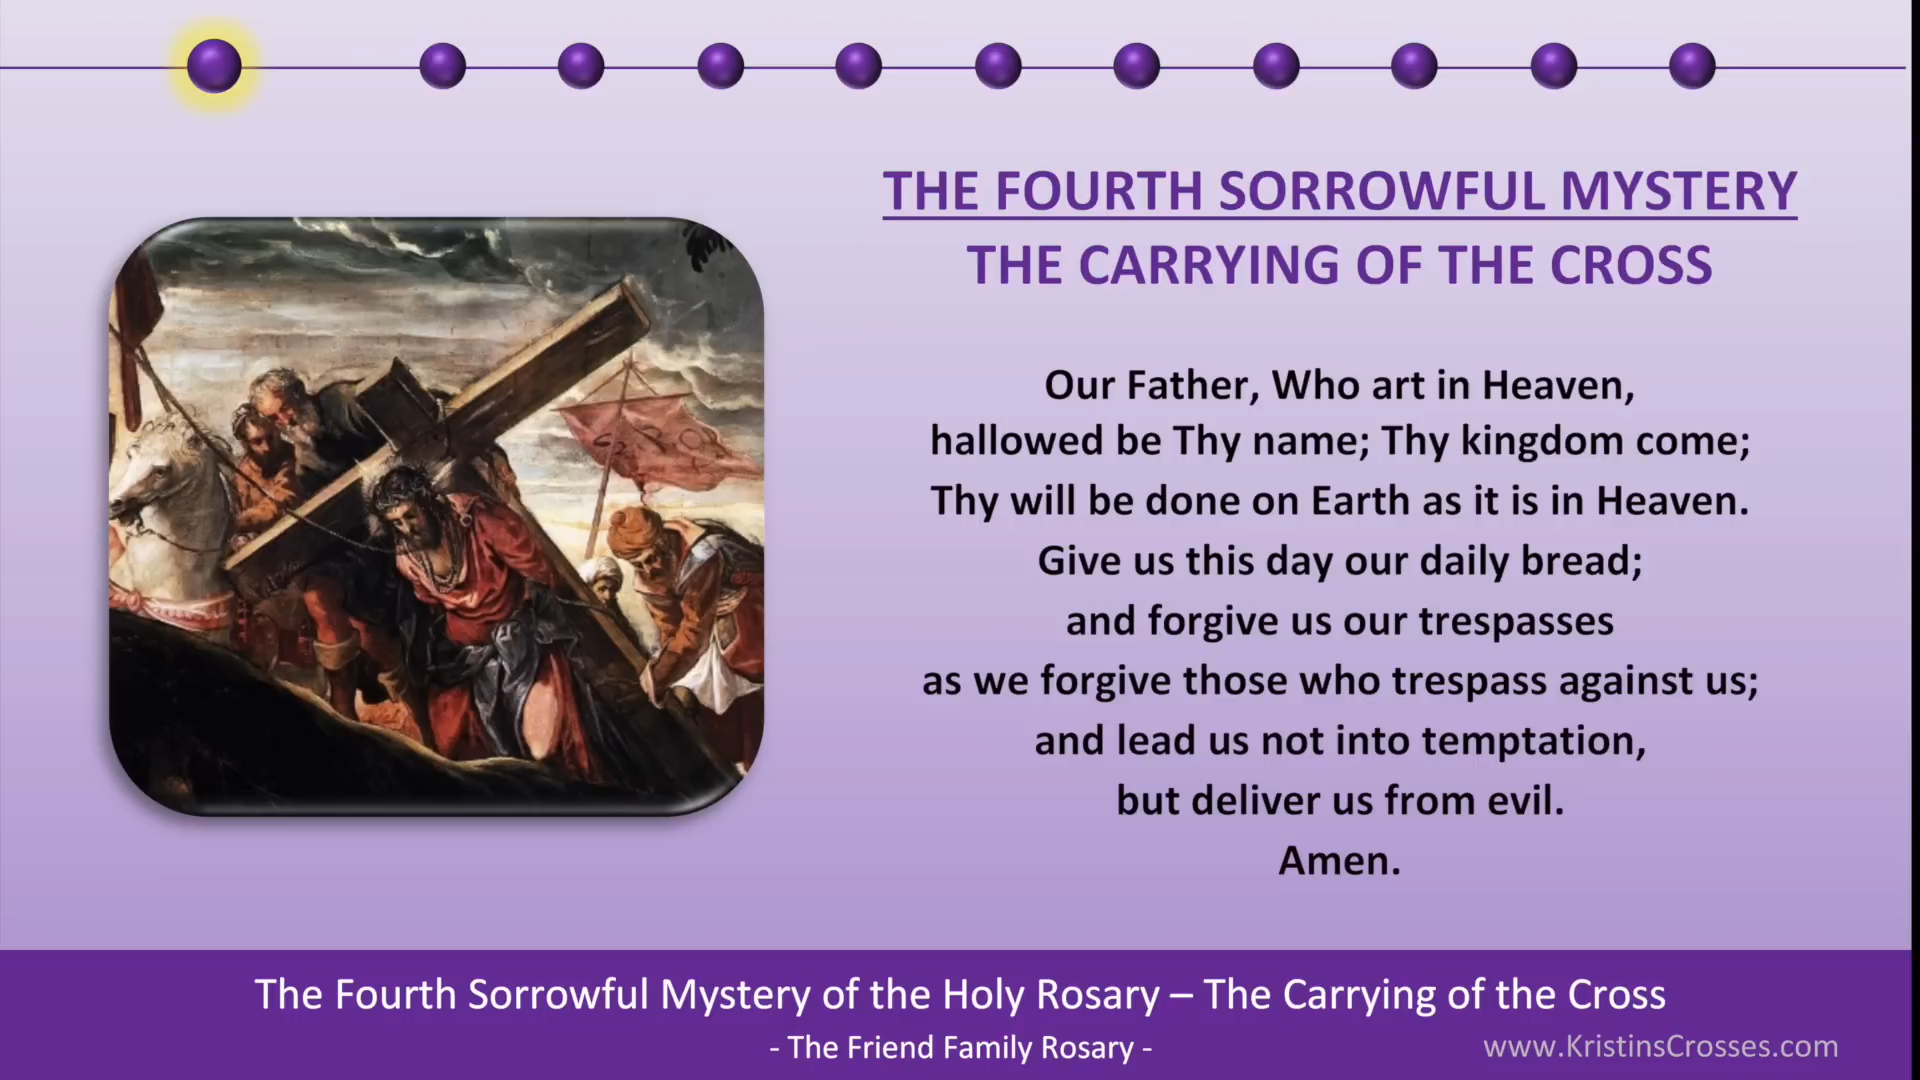 THE FOURTH SORROWFUL MYSTERY
THE CARRYING OF THE CROSS
Our Father, Who art in Heaven,
hallowed be Thy name; Thy kingdom come;
Thy will be done on Earth as it is in Heaven.
Give us this day our daily bread;
and forgive us our trespasses
as we forgive those who trespass against us;
and lead us not into temptation,
but deliver us from evil.
Amen.
The Fourth Sorrowful Mystery of the Holy Rosary – The Carrying of the Cross
- The Friend Family Rosary -
www.KristinsCrosses.com